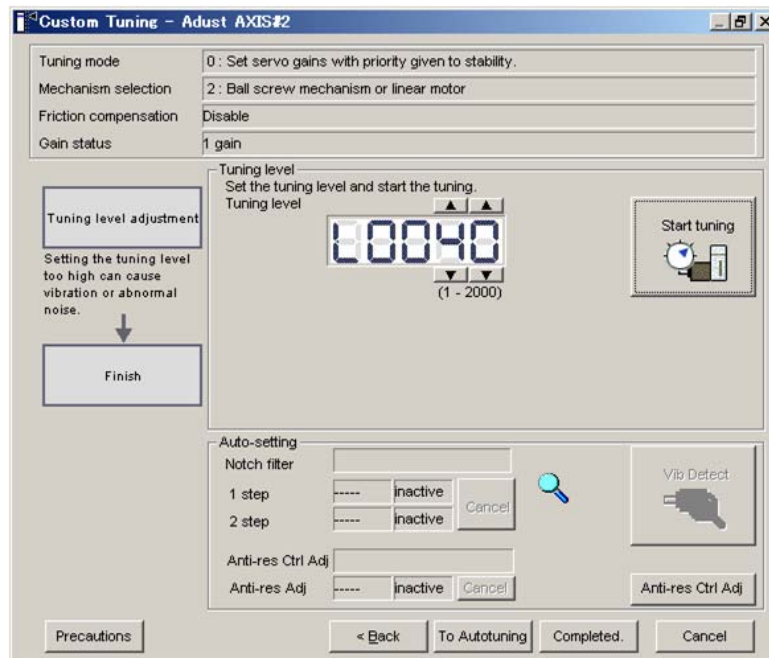 Custom Tuning - Adust AXIS#2
Tuning mode
0 : Set servo gains with priority given to stability.
Mechanism selection
2 : Ball screw mechanism or linear motor
Friction compensation
Disable
Gain status
1 gain
Tuning level adjustment
Setting the tuning level
too high can cause
vibration or abnormal
noise.
Finish
Tuning level
Set the tuning level and start the tuning.
Tuning level
L0040
(1 - 2000)
Start tuning
Auto-setting
Notch filter
1 step
-----
inactive
2 step
-----
inactive
Cancel
Vib Detect
Anti-res Ctrl Adj
Anti-res Adj
-----
inactive
Cancel
Anti-res Ctrl Adj
Precautions
< Back
To Autotuning
Completed.
Cancel